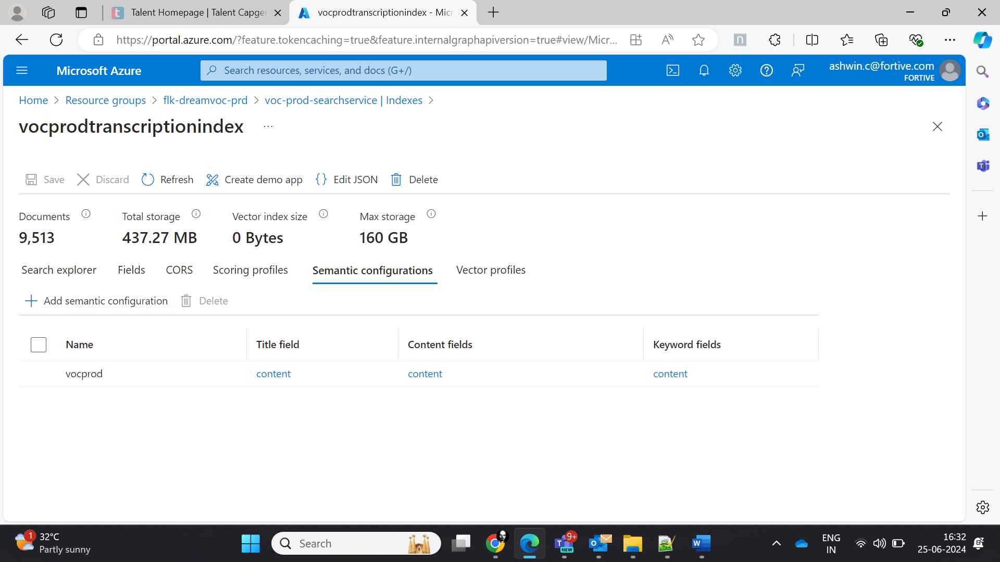 Talent Homepage | Talent Capger
vocprodtranscriptionindex - Micr
https://portal.azure.com/?feature.tokencaching=true&feature.internalgraphapiversion=true#view/Micr...
Microsoft Azure
Search resources, services, and docs (G+/)
ashwin.c@fortive.com
FORTIVE
Home > Resource groups > flk-dreamvoc-prd > voc-prod-searchservice | Indexes >
vocprodtranscriptionindex ...
Save Discard Refresh Create demo app Edit JSON Delete
Documents Total storage Vector index size Max storage
9,513 437.27 MB 0 Bytes 160 GB
Search explorer Fields CORS Scoring profiles Semantic configurations Vector profiles
Add semantic configuration Delete
Name Title field Content fields Keyword fields
vocprod content content content
1
32°C
Partly sunny
Search
9+
NEW
ENG
IN
16:32
25-06-2024